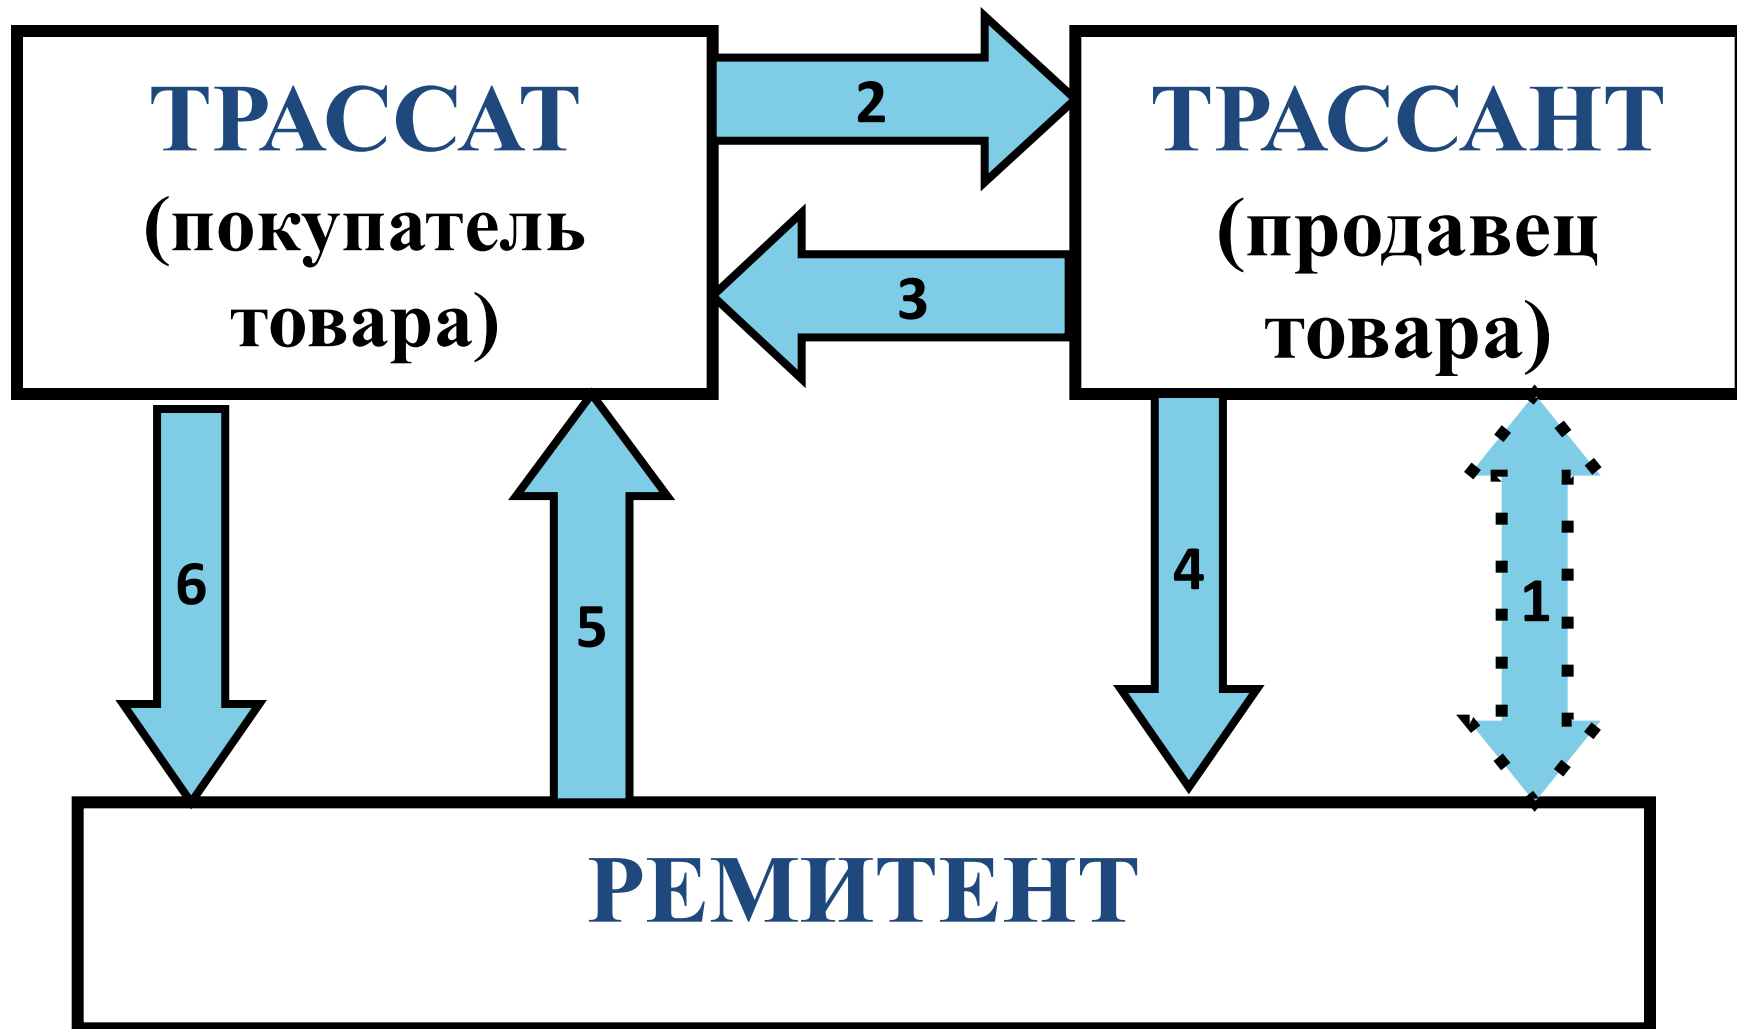 ТРАССАТ
(покупатель
товара)
2
3
ТРАССАНТ
(продавец
товара)
6
5
4
1
РЕМИТЕНТ